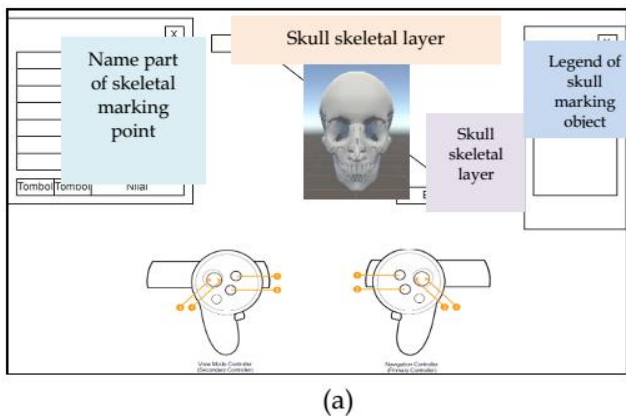 X
Skull skeletal layer
Name part
of skeletal
marking
point
Legend of
skull
marking
object
Skull
skeletal
layer
Tombol Tombol Nilai
View Mode Controller
(Secondary Controller)
Navigation Controller
(Primary Controller)
(a)